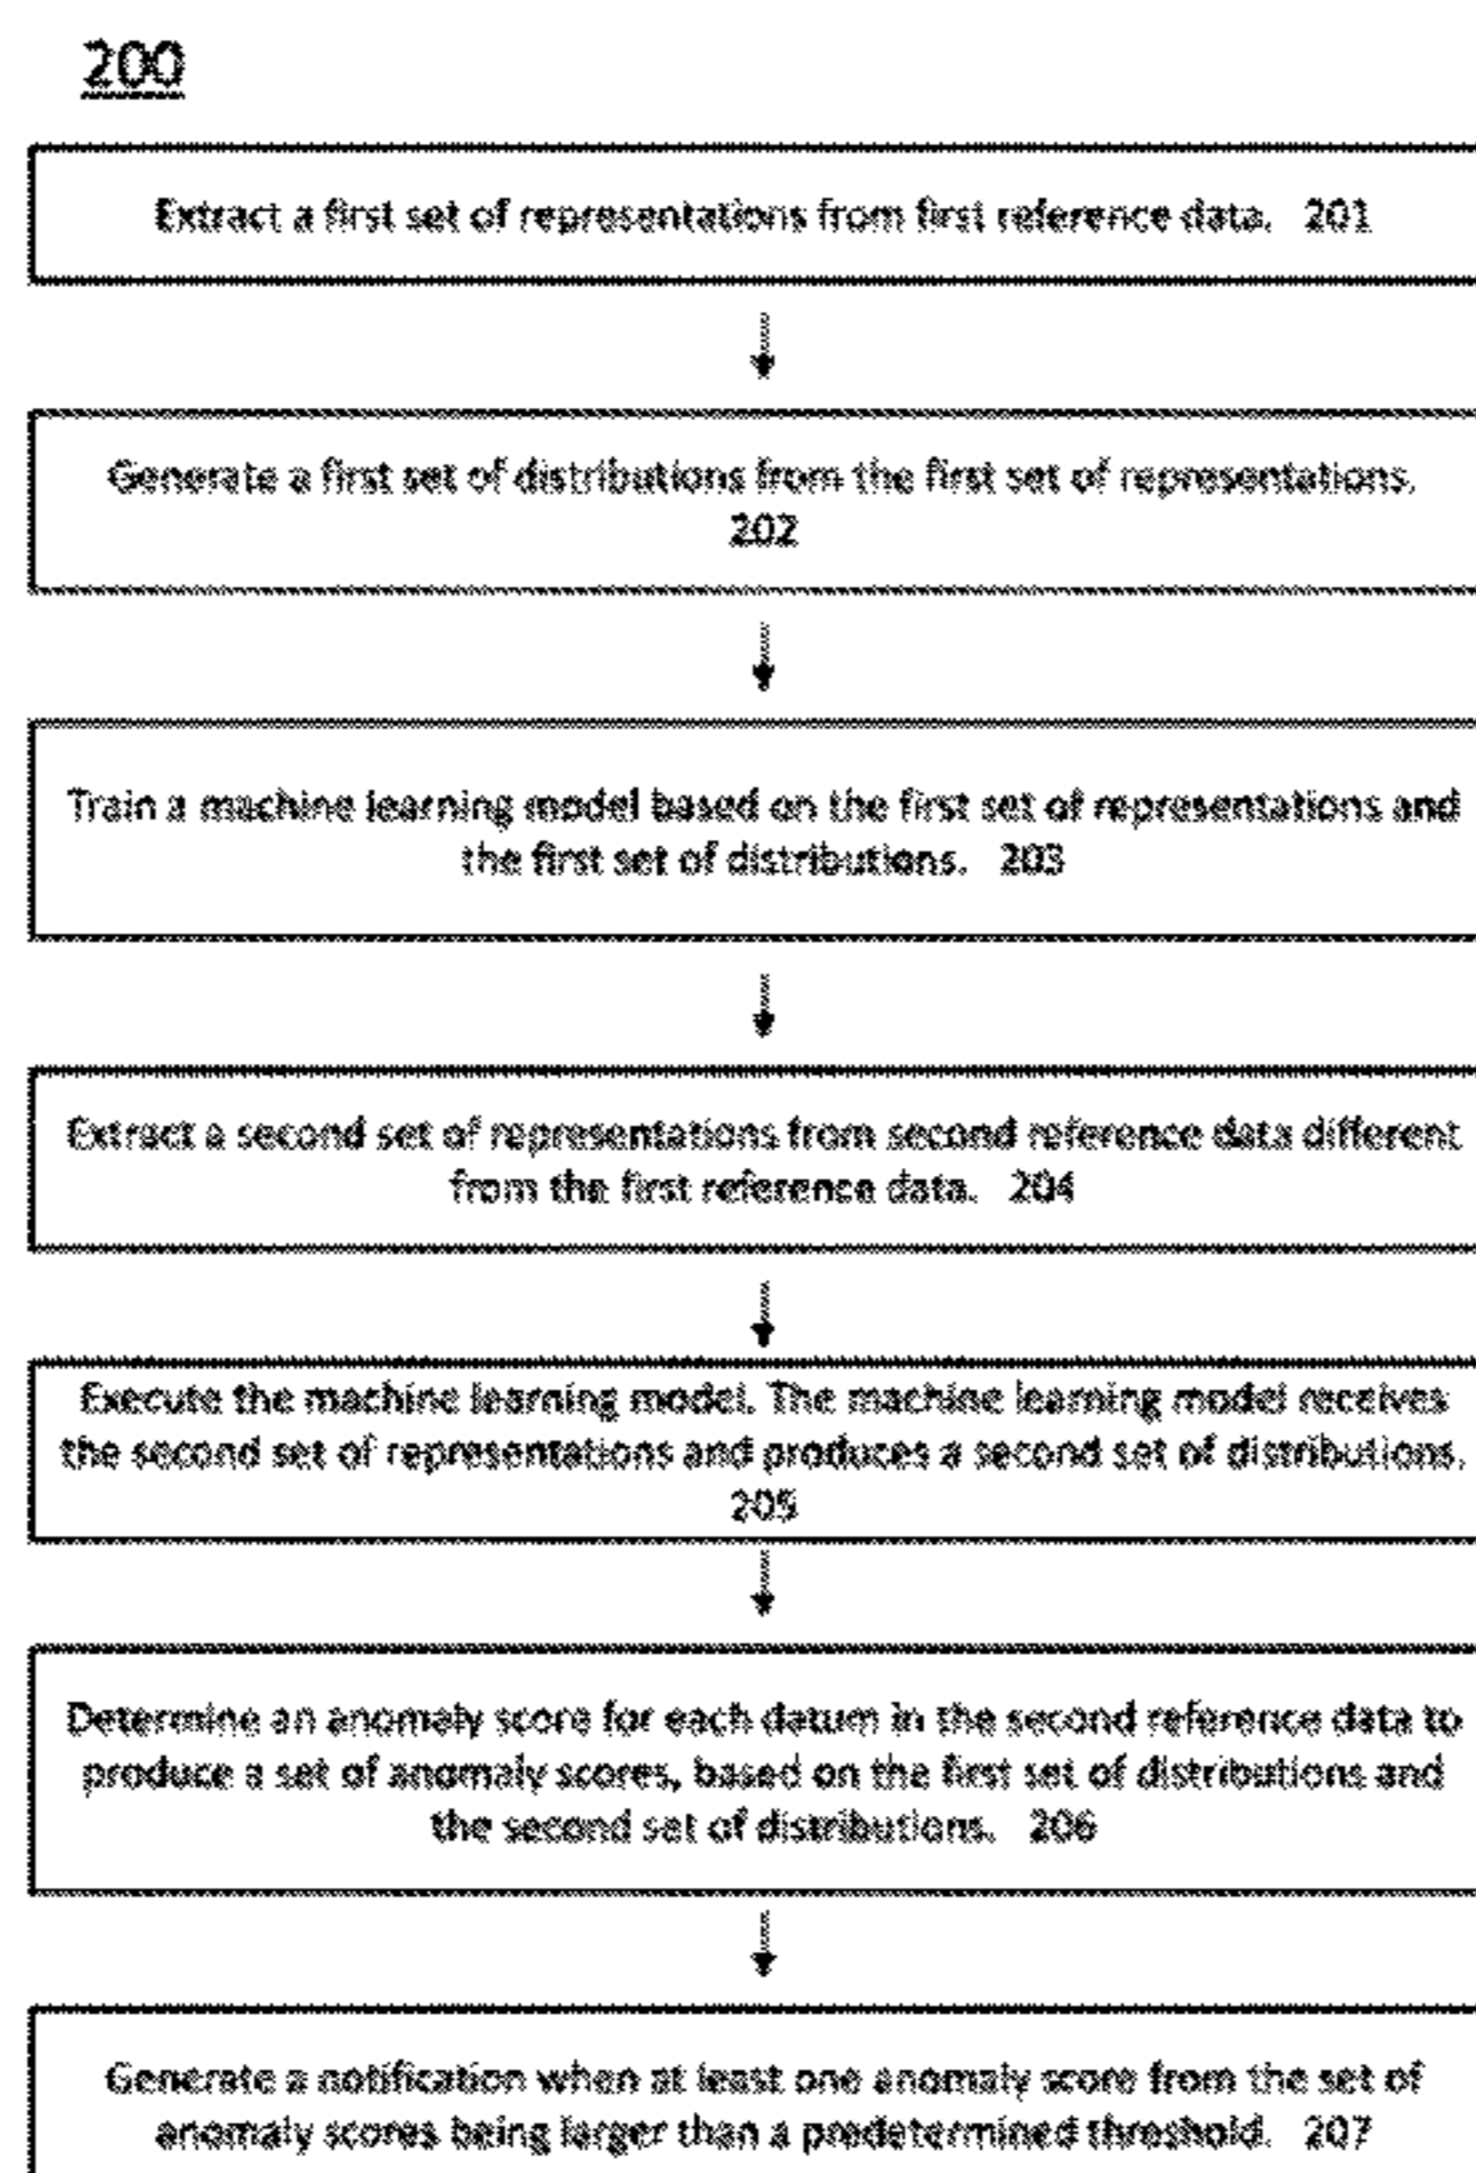 200
Extract a first set of representations from first reference data. 201
Generate a first set of distributions from the first set of representations.
202
Train a machine learning model based on the first set of representations and
the first set of distributions. 203
Extract a second set of representations from second reference data different
from the first reference data. 204
Execute the machine learning model. The machine learning model receives
the second set of representations and produces a second set of distributions.
205
Determine an anomaly score for each datum in the second reference data to
produce a set of anomaly scores, based on the first set of distributions and
the second set of distributions. 206
Generate a notification when at least one anomaly score from the set of
anomaly scores being larger than a predetermined threshold. 207